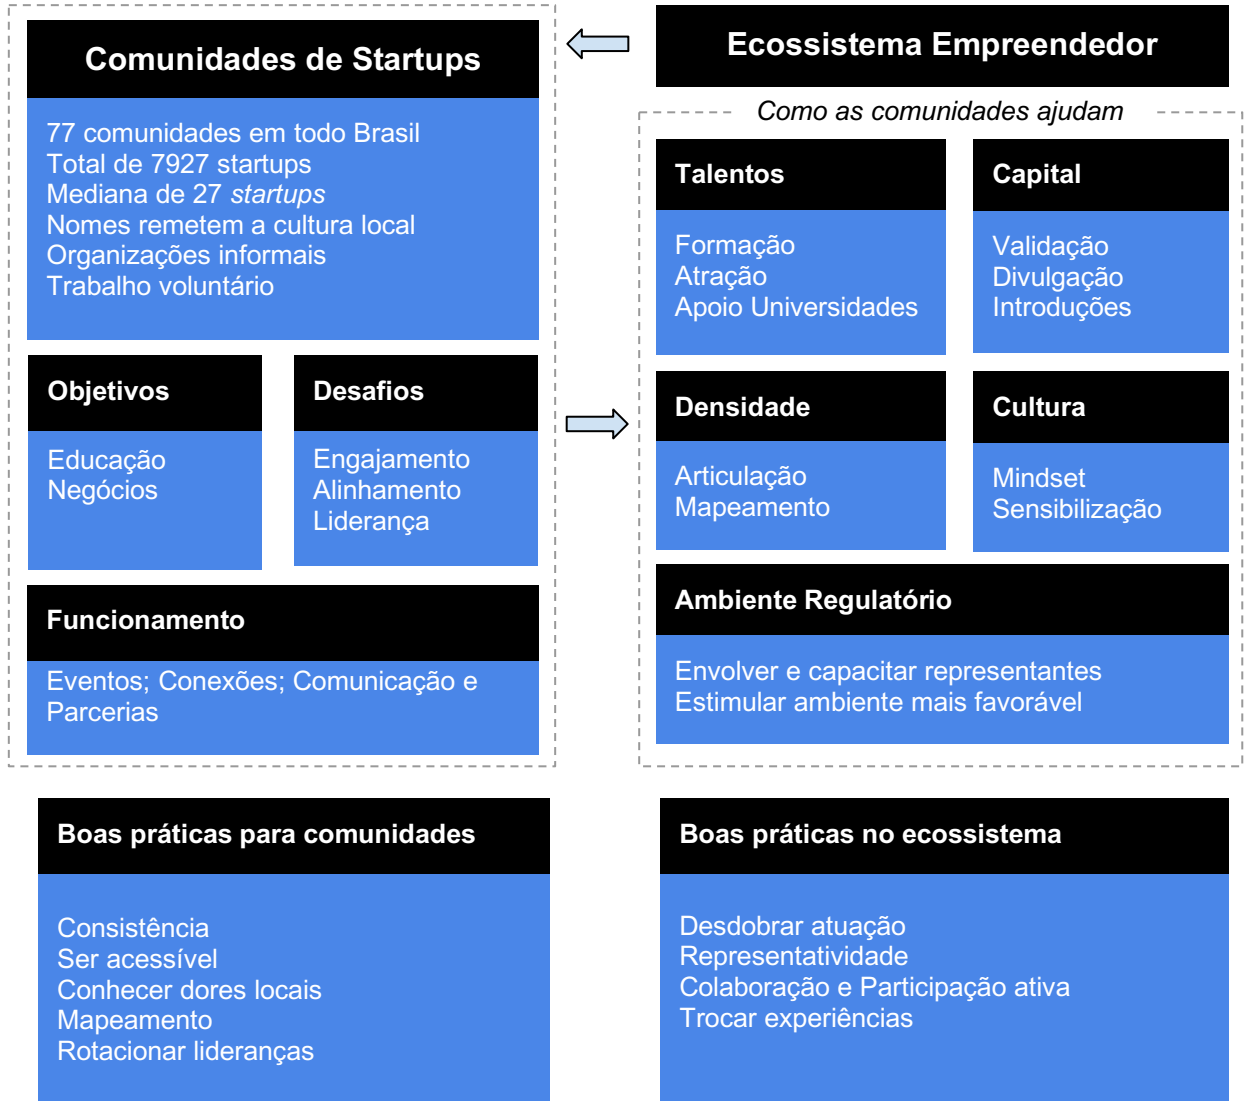 Comunidades de Startups
77 comunidades em todo Brasil
Total de 7927 startups
Mediana de 27 startups
Nomes remetem a cultura local
Organizações informais
Trabalho voluntário
Objetivos
Educação
Negócios
Desafios
Engajamento
Alinhamento
Liderança
Funcionamento
Eventos; Conexões; Comunicação e
Parcerias
Ecossistema Empreendedor
Como as comunidades ajudam
Talentos
Formação
Atração
Apoio Universidades
Capital
Validação
Divulgação
Introduções
Densidade
Articulação
Mapeamento
Cultura
Mindset
Sensibilização
Ambiente Regulatório
Envolver e capacitar representantes
Estimular ambiente mais favorável
Boas práticas para comunidades
Consistência
Ser acessível
Conhecer dores locais
Mapeamento
Rotacionar lideranças
Boas práticas no ecossistema
Desdobrar atuação
Representatividade
Colaboração e Participação ativa
Trocar experiências